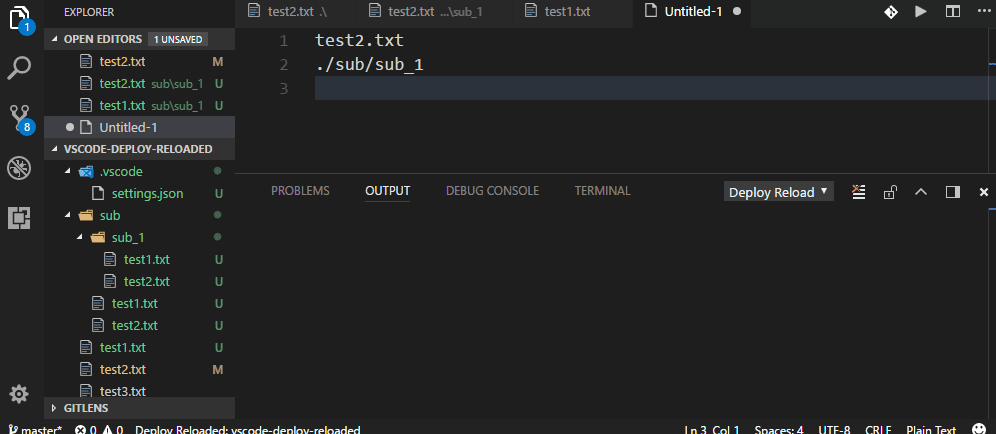 EXPLORER
test2.txt .\
test2.txt ...\sub_1
test1.txt
Untitled-1
1
OPEN EDITORS 1 UNSAVED
test2.txt M
test2.txt sub\sub_1 U
test1.txt sub\sub_1 U
Untitled-1
8
VSCODE-DEPLOY-RELOADED
.vscode
settings.json U
sub
sub_1
test1.txt U
test2.txt U
test1.txt U
test2.txt U
test1.txt U
test2.txt M
test3.txt
GITLENS
1 test2.txt
2 ./sub/sub_1
3
PROBLEMS OUTPUT DEBUG CONSOLE TERMINAL Deploy Reload
master* 0 0 Deploy Reloaded: vscode-deploy-reloaded Ln 3, Col 1 Spaces: 4 UTF-8 CRLF Plain Text